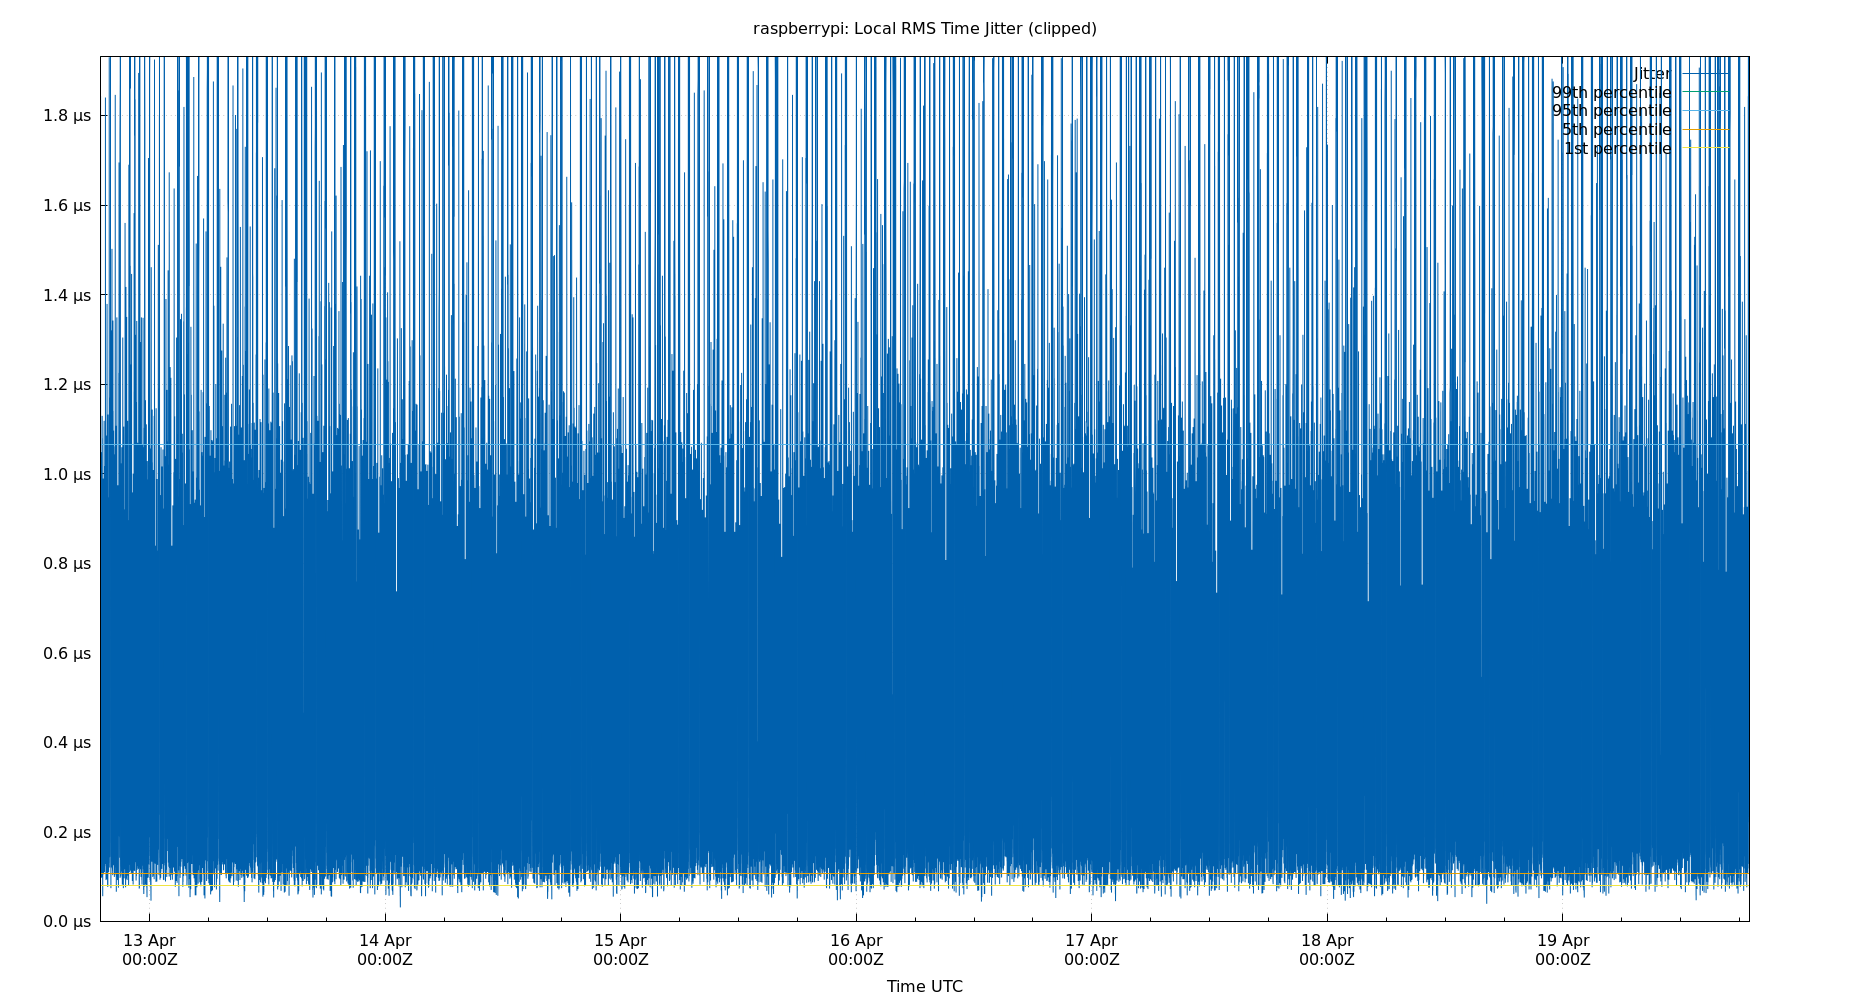 raspberrypi: Local RMS Time Jitter (clipped)
Jitter
99th percentile
95th percentile
5th percentile
1st percentile
1.8 µs
1.6 µs
1.4 µs
1.2 µs
1.0 µs
0.8 µs
0.6 µs
0.4 µs
0.2 µs
0.0 µs
13 Apr 14 Apr 15 Apr 16 Apr 17 Apr 18 Apr 19 Apr
00:00Z 00:00Z 00:00Z 00:00Z 00:00Z 00:00Z 00:00Z
Time UTC